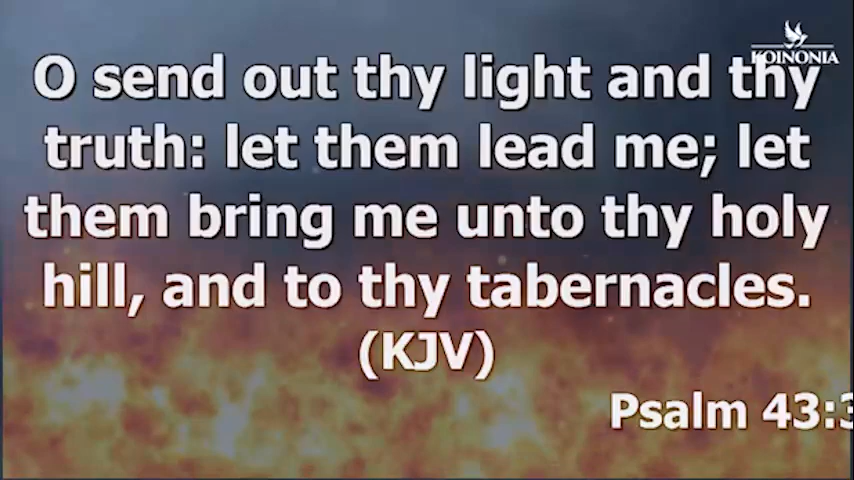 KOINONIA
O send out thy light and thy
truth: let them lead me; let
them bring me unto thy holy
hill, and to thy tabernacles.
(KJV)
Psalm 43:3